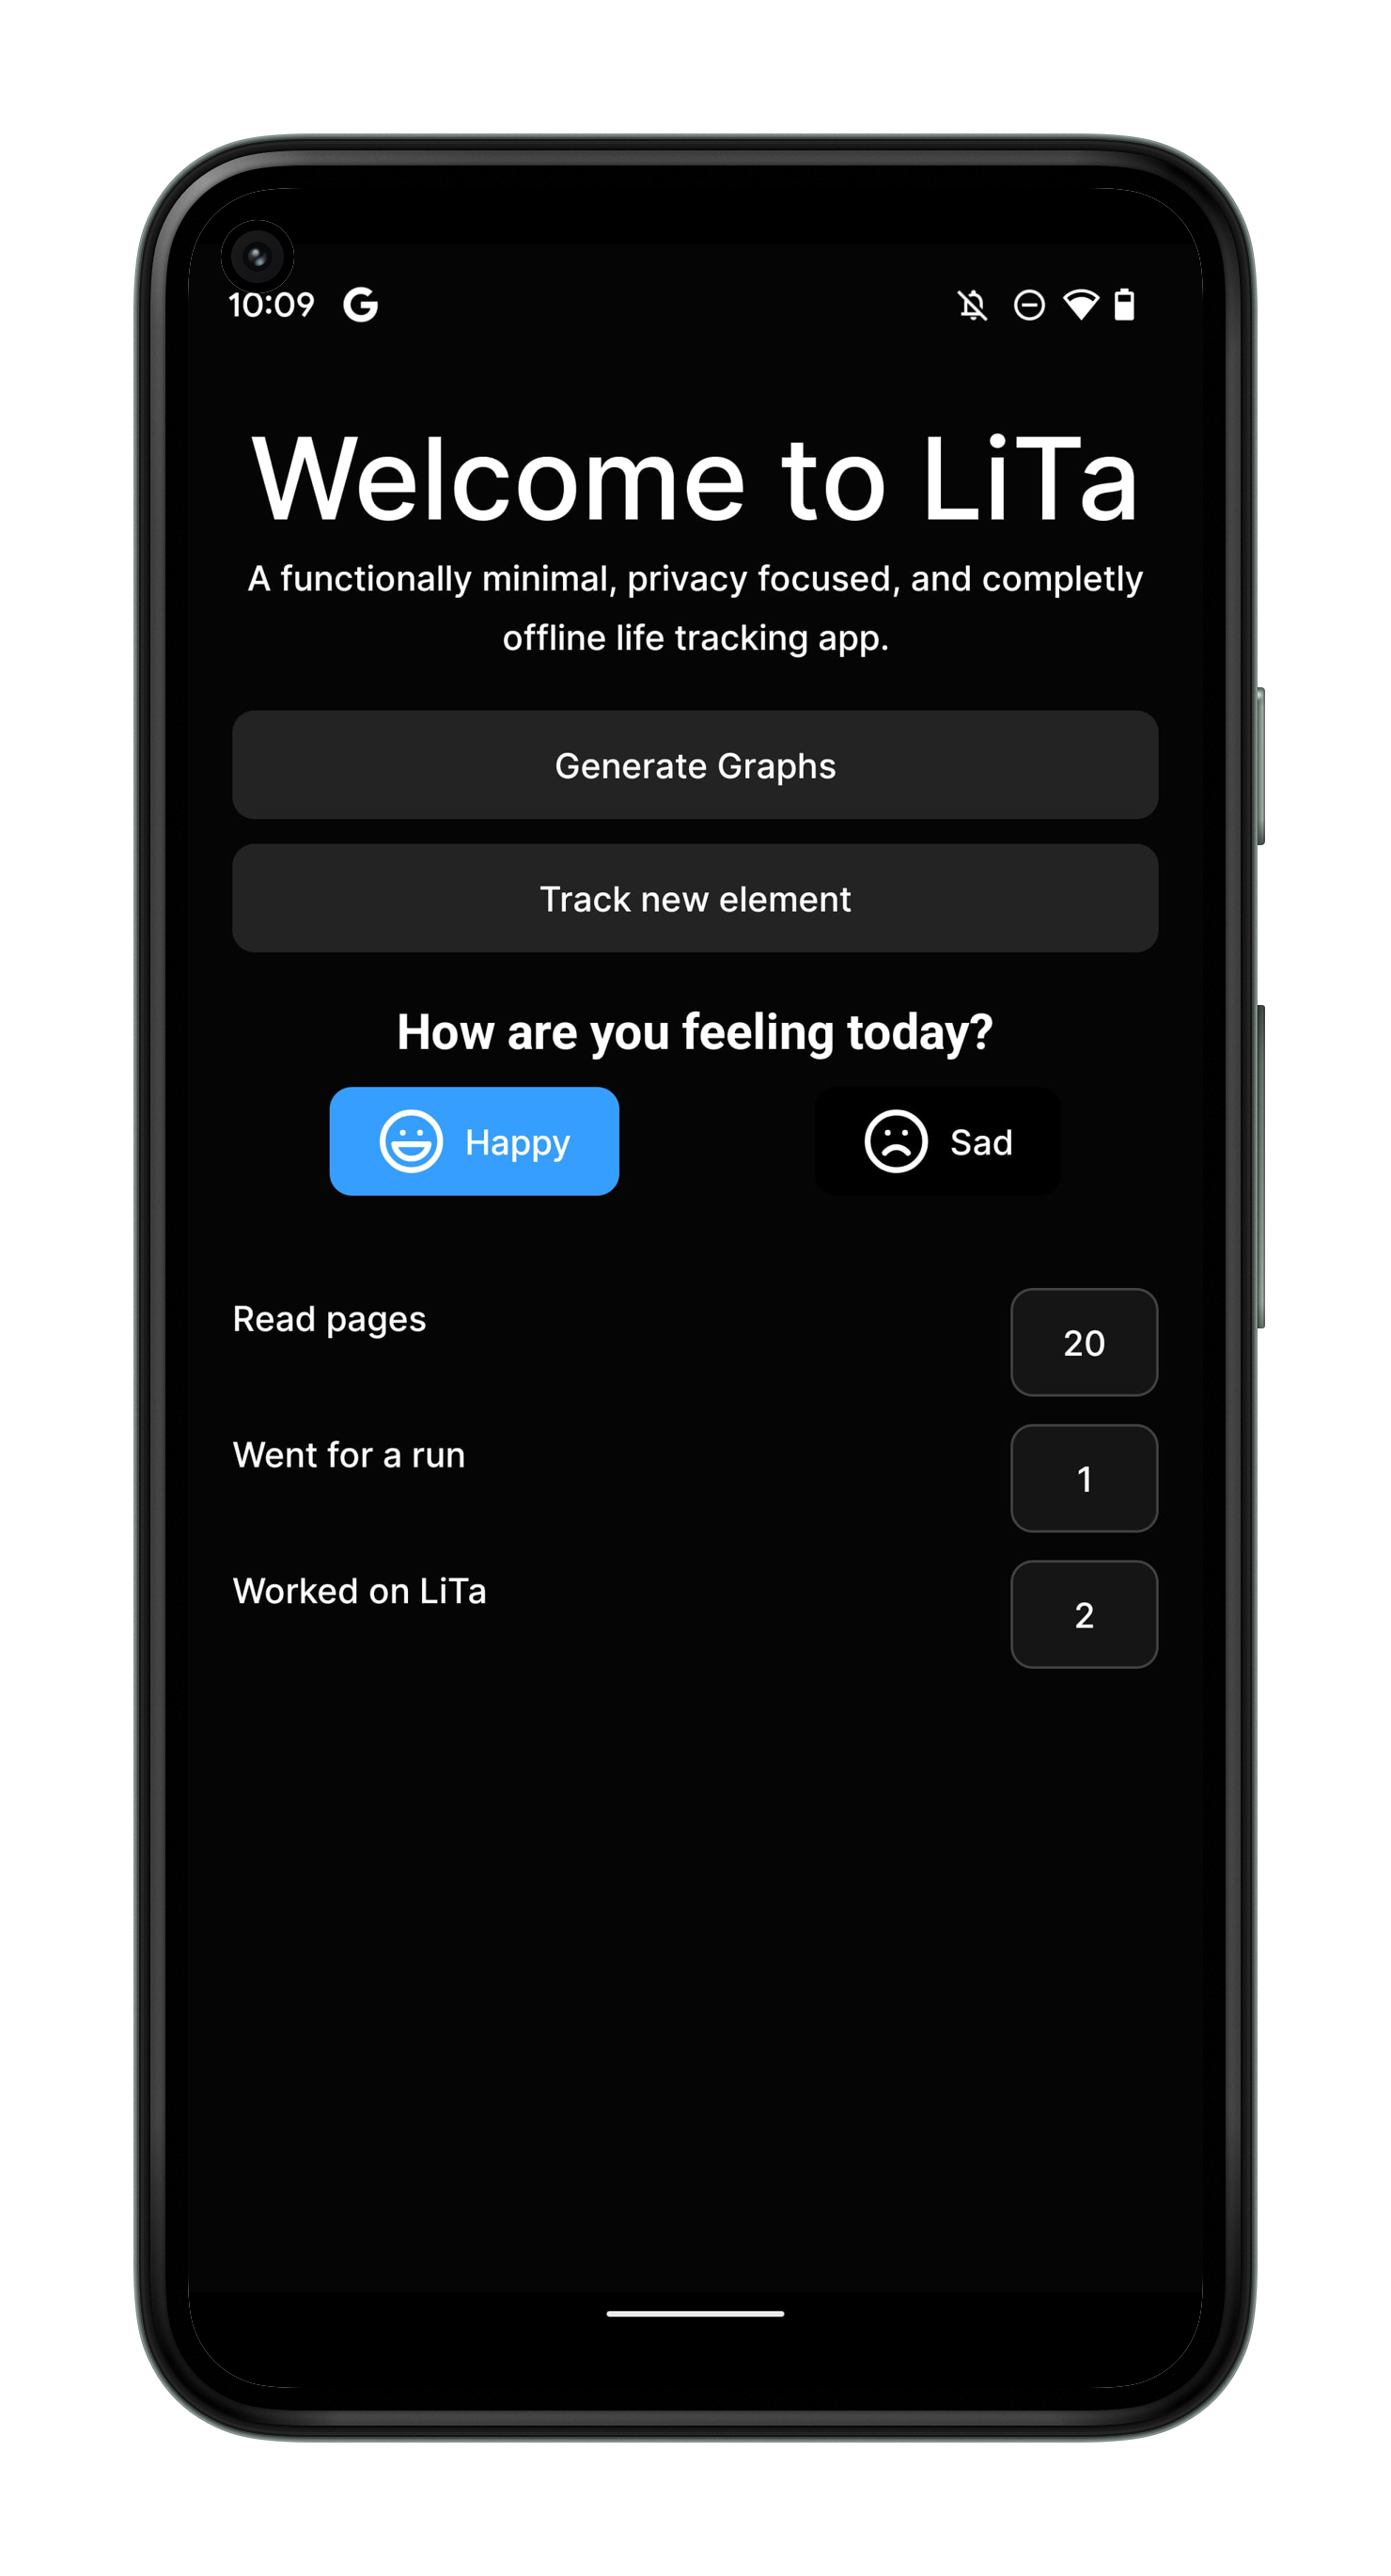 10:09 G
Welcome to LiTa
A functionally minimal, privacy focused, and completly
offline life tracking app.
Generate Graphs
Track new element
How are you feeling today?
Happy Sad
Read pages 20
Went for a run 1
Worked on LiTa 2